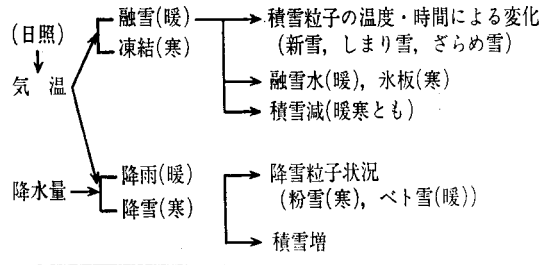 融雪(暖) 積雪粒子の温度・時間による変化
(日照) 凍結(寒) (新雪，しまり雪，ざらめ雪)
気 温 融雪水(暖)，氷板(寒)
積雪減(暖寒とも)
降雨(暖) 降雪粒子状況
降水量 降雪(寒) (粉雪(寒)，ベト雪(暖))
積雪増